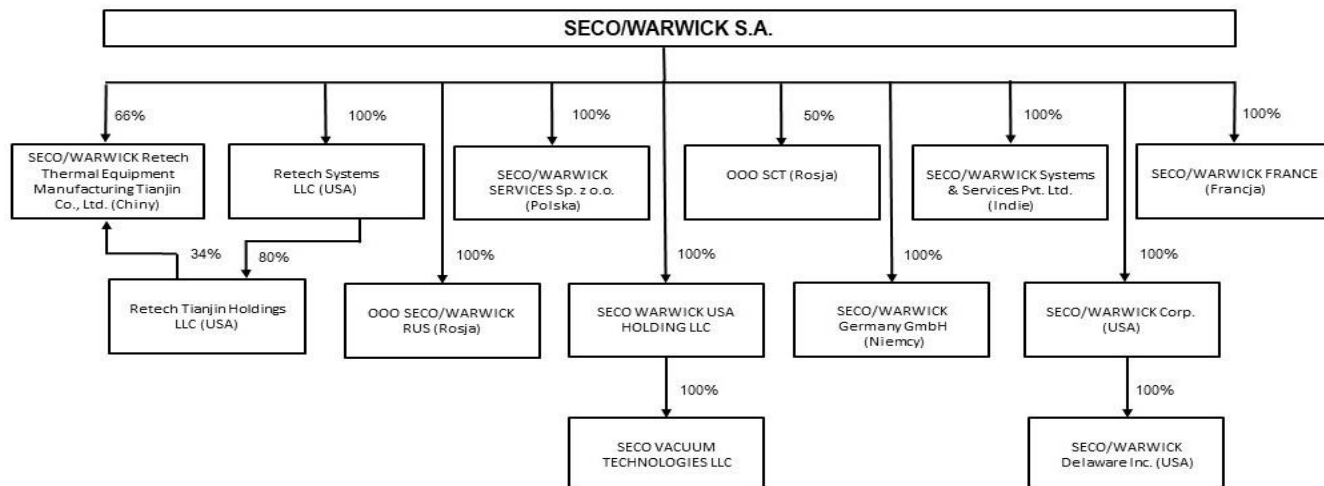 SECO/WARWICK S.A.
66%
100%
100%
50%
100%
100%
SECO/WARWICK Retech
Thermal Equipment
Manufacturing Tianjin
Co., Ltd. (Chiny)
Retech Systems
LLC (USA)
SECO/WARWICK
SERVICES Sp. z o.o.
(Polska)
OOO SCT (Rosja)
SECO/WARWICK Systems
& Services Pvt. Ltd.
(Indie)
SECO/WARWICK FRANCE
(Francja)
34%
80%
100%
100%
100%
100%
Retech Tianjin Holdings
LLC (USA)
OOO SECO/WARWICK
RUS (Rosja)
SECO WARWICK USA
HOLDING LLC
SECO/WARWICK
Germany GmbH
(Niemcy)
SECO/WARWICK Corp.
(USA)
100%
100%
SECO VACUUM
TECHNOLOGIES LLC
SECO/WARWICK
Delaware Inc. (USA)